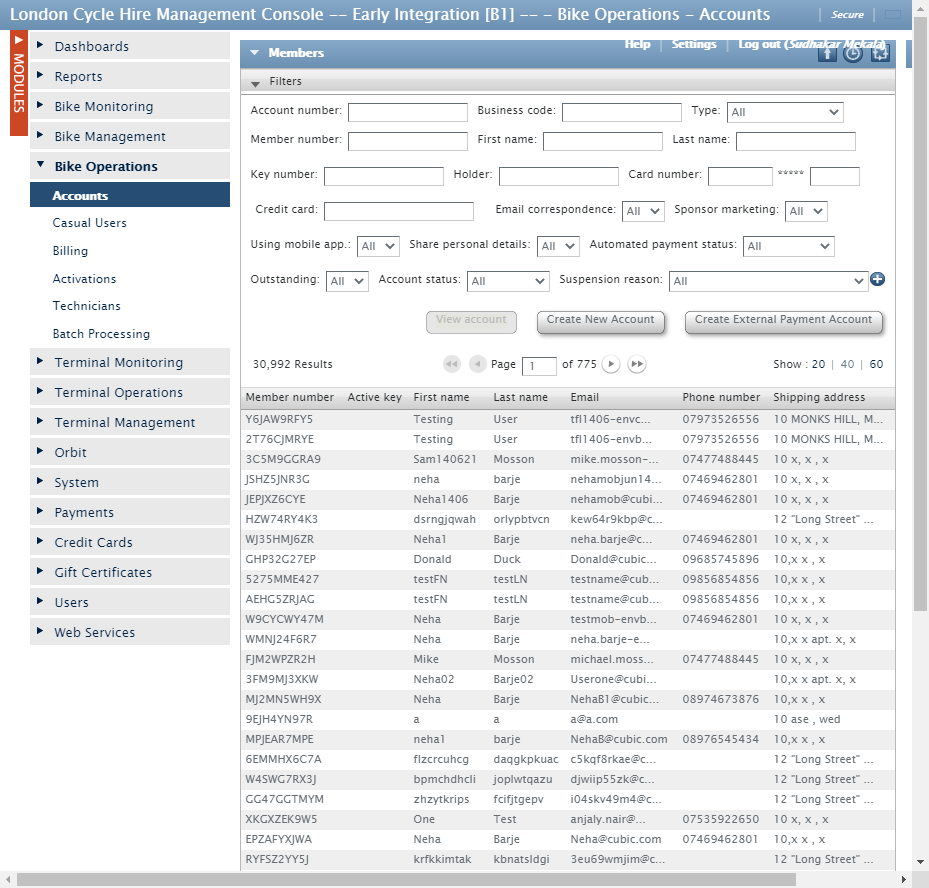 London Cycle Hire Management Console -- Early Integration [B1] -- - Bike Operations - Accounts
Secure
Help Settings Log out (Sudhakar Mekala)
MODULES
Dashboards
Reports
Bike Monitoring
Bike Management
Bike Operations
Accounts
Casual Users
Billing
Activations
Technicians
Batch Processing
Terminal Monitoring
Terminal Operations
Terminal Management
Orbit
System
Payments
Credit Cards
Gift Certificates
Users
Web Services
Members
Filters
Account number: Business code: Type: All
Member number: First name: Last name:
Key number: Holder: Card number: *****
Credit card: Email correspondence: All Sponsor marketing: All
Using mobile app.: All Share personal details: All Automated payment status: All
Outstanding: All Account status: All Suspension reason: All
View account Create New Account Create External Payment Account
30,992 Results Page 1 of 775 Show : 20 | 40 | 60
Member number Active key First name Last name Email Phone number Shipping address
Y6JAW9RFY5 Testing User tfl1406-envc... 07973526556 10 MONKS HILL, M...
2T76CJMRYE Testing User tfl1406-envb... 07973526556 10 MONKS HILL, M...
3C5M9GGRA9 Sam140621 Mosson mike.mosson-... 07477488445 10 x, x , x
JSHZ5JNR3G neha barje nehamobjun14... 07469462801 10 x, x , x
JEPJXZ6CYE Neha1406 Barje nehamob@cubi... 07469462801 10 x, x , x
HZW74RY4K3 dsrngjqwah orlypbtvcn kew64r9kbp@c... 12 "Long Street" ...
WJ35HMJ6ZR Neha1 Barje neha.barje@c... 07469462801 10 x, x , x
GHP32G27EP Donald Duck Donald@cubic... 09685745896 10,x x , x
5275MME427 testFN testLN testname@cub... 09856854856 10,x x , x
AEHG5ZRJAG testFN testLN testname@cub... 09856854856 10,x x , x
W9CYCWY47M Neha Barje testmob-envb... 07469462801 10 x, x , x
WMNJ24F6R7 Neha Barje neha.barje-e... 10,x x apt. x, x
FJM2WPZR2H Mike Mosson michael.moss... 07477488445 10 x, x , x
3FM9MJ3XKW Neha02 Barje02 Userone@cubi... 10,x x apt. x, x
MJ2MN5WH9X Neha Barje NehaB1@cubic... 08974673876 10,x x , x
9EJH4YN97R a a a@a.com 10 ase , wed
MPJEAR7MPE neha1 barje NehaB@cubic.com 08976545434 10,x x , x
6EMMHX6C7A flzcrcuhcg daqgkpkuac c5kqf8rkae@c... 12 "Long Street" ...
W4SWG7RX3J bpmchdhcli joplwtqazu djwiip55zk@c... 12 "Long Street" ...
GG47GGTMYM zhzytkrips fcifjtgepv i04skv49m4@c... 12 "Long Street" ...
XKGXZEK9W5 One Test anjaly.nair@... 07535922650 10 x, x , x
EPZAFYXJWA Neha Barje Neha@cubic.com 07469462801 10,x x , x
RYFSZ2YY5J krfkkimtak kbnatsldgi 3eu69wmjim@c... 12 "Long Street" ...